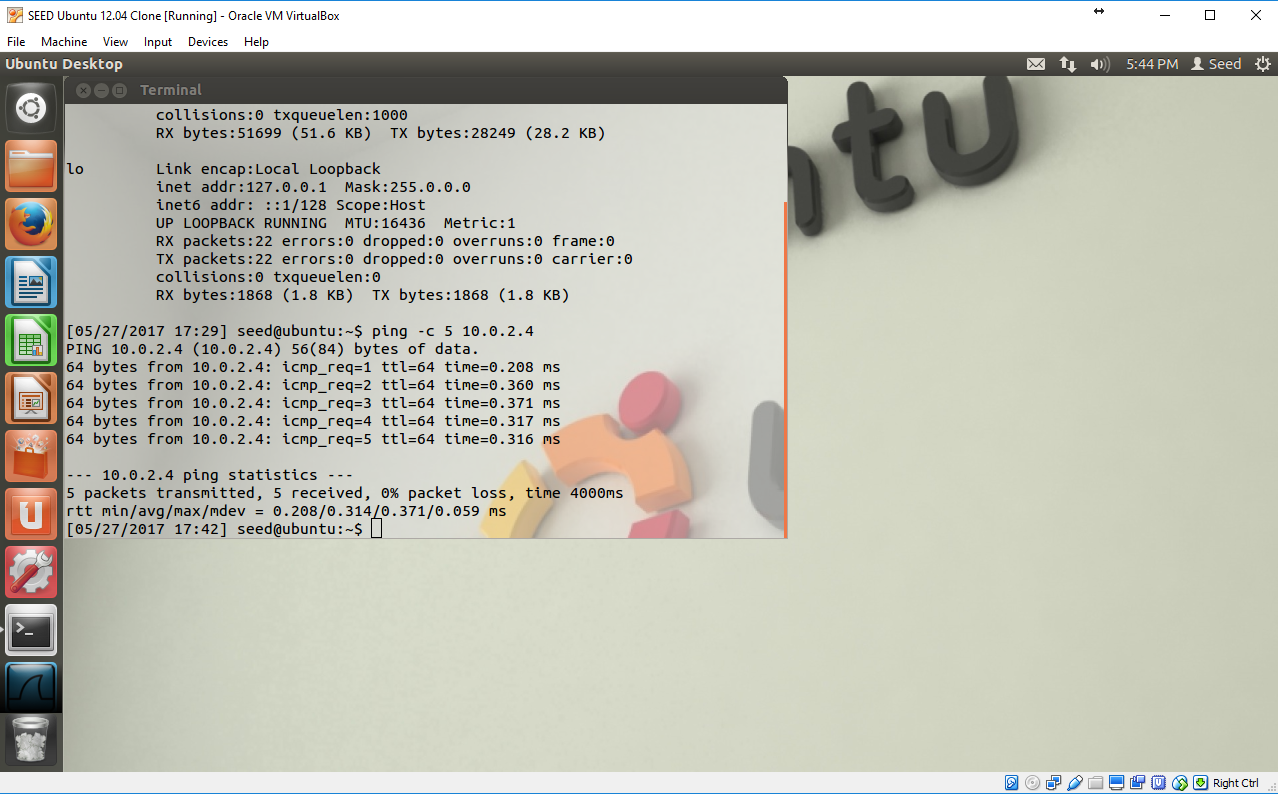 SEED Ubuntu 12.04 Clone [Running] - Oracle VM VirtualBox
File Machine View Input Devices Help
Ubuntu Desktop 5:44 PM Seed
Terminal
collisions:0 txqueuelen:1000
RX bytes:51699 (51.6 KB)  TX bytes:28249 (28.2 KB)
lo        Link encap:Local Loopback
inet addr:127.0.0.1  Mask:255.0.0.0
inet6 addr: ::1/128 Scope:Host
UP LOOPBACK RUNNING  MTU:16436  Metric:1
RX packets:22 errors:0 dropped:0 overruns:0 frame:0
TX packets:22 errors:0 dropped:0 overruns:0 carrier:0
collisions:0 txqueuelen:0
RX bytes:1868 (1.8 KB)  TX bytes:1868 (1.8 KB)
[05/27/2017 17:29] seed@ubuntu:~$ ping -c 5 10.0.2.4
PING 10.0.2.4 (10.0.2.4) 56(84) bytes of data.
64 bytes from 10.0.2.4: icmp_req=1 ttl=64 time=0.208 ms
64 bytes from 10.0.2.4: icmp_req=2 ttl=64 time=0.360 ms
64 bytes from 10.0.2.4: icmp_req=3 ttl=64 time=0.371 ms
64 bytes from 10.0.2.4: icmp_req=4 ttl=64 time=0.317 ms
64 bytes from 10.0.2.4: icmp_req=5 ttl=64 time=0.316 ms
--- 10.0.2.4 ping statistics ---
5 packets transmitted, 5 received, 0% packet loss, time 4000ms
rtt min/avg/max/mdev = 0.208/0.314/0.371/0.059 ms
[05/27/2017 17:42] seed@ubuntu:~$
ntu
Right Ctrl